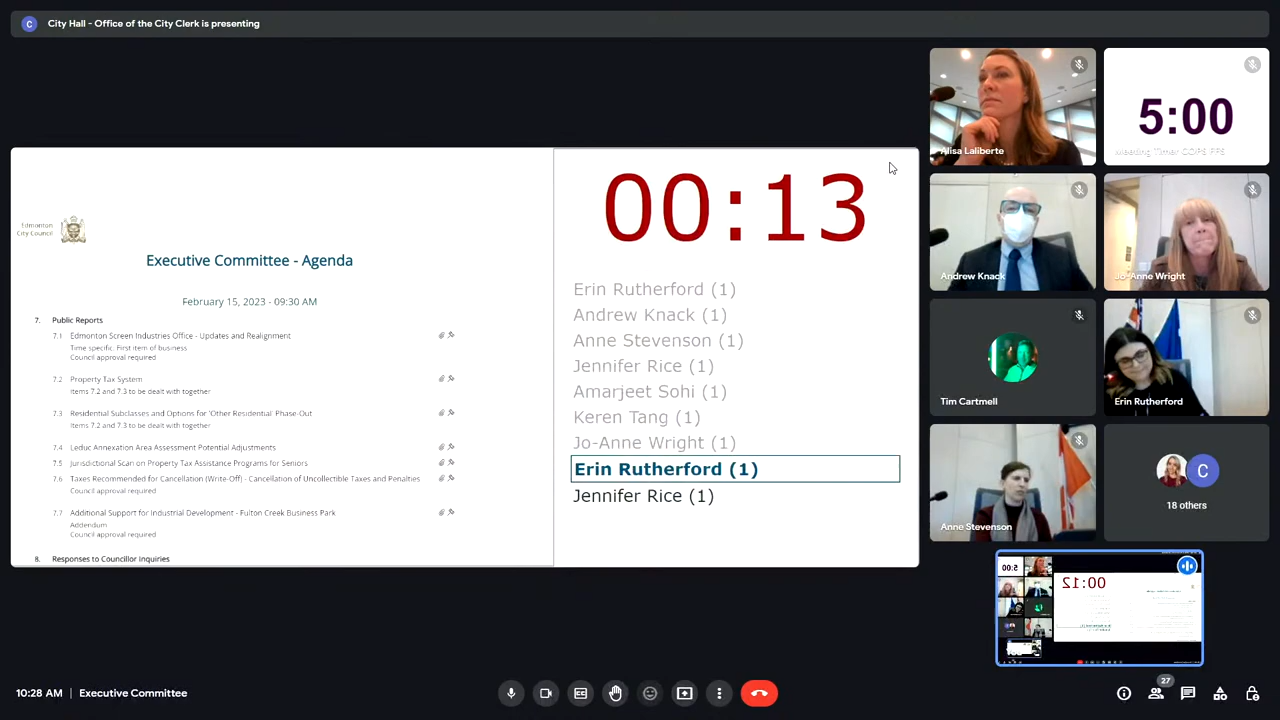 C City Hall - Office of the City Clerk is presenting
Edmonton
City Council
Executive Committee - Agenda
February 15, 2023 - 09:30 AM
7. Public Reports
7.1 Edmonton Screen Industries Office - Updates and Realignment
Time specific. First item of business
Council approval required
7.2 Property Tax System
Items 7.2 and 7.3 to be dealt with together
7.3 Residential Subclasses and Options for 'Other Residential' Phase-Out
Items 7.2 and 7.3 to be dealt with together
7.4 Leduc Annexation Area Assessment Potential Adjustments
7.5 Jurisdictional Scan on Property Tax Assistance Programs for Seniors
7.6 Taxes Recommended for Cancellation (Write-Off) - Cancellation of Uncollectible Taxes and Penalties
Council approval required
7.7 Additional Support for Industrial Development - Fulton Creek Business Park
Addendum
Council approval required
8. Responses to Councillor Inquiries
00:13
Erin Rutherford (1)
Andrew Knack (1)
Anne Stevenson (1)
Jennifer Rice (1)
Amarjeet Sohi (1)
Keren Tang (1)
Jo-Anne Wright (1)
Erin Rutherford (1)
Jennifer Rice (1)
Alisa Laliberte
5:00
Meeting Timer COPS PFS
Andrew Knack
Jo-Anne Wright
Tim Cartmell
Erin Rutherford
Anne Stevenson
C
18 others
5:00
00:12
10:28 AM | Executive Committee
27